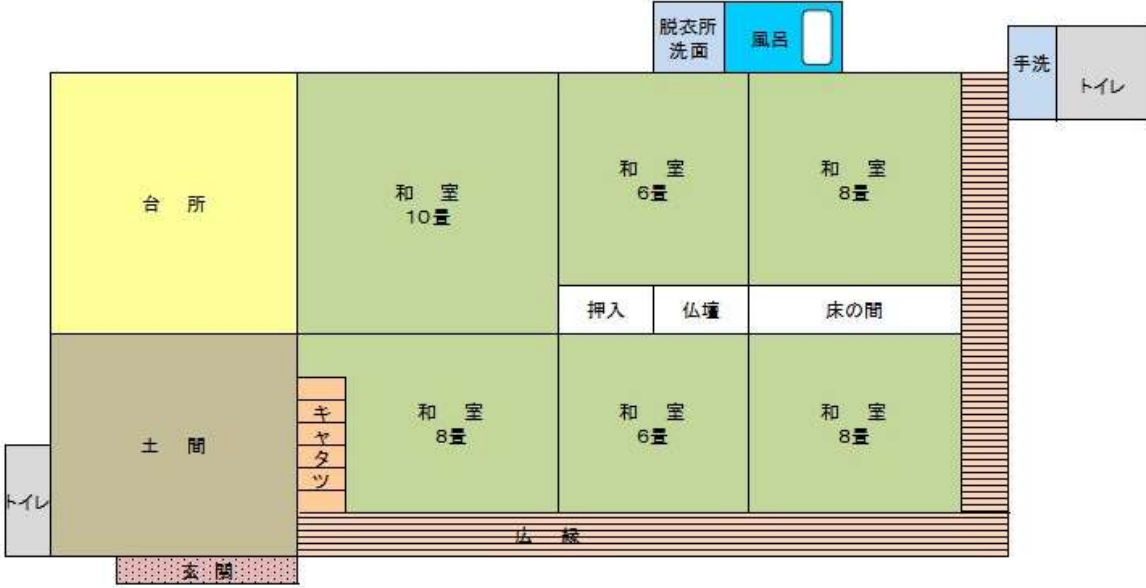 脱衣所
洗面
風呂
手洗
トイレ
台 所
和 室
10畳
和 室
6畳
和 室
8畳
押入
仏壇
床の間
土 間
キャタツ
和 室
8畳
和 室
6畳
和 室
8畳
トイレ
広 縁
玄 関